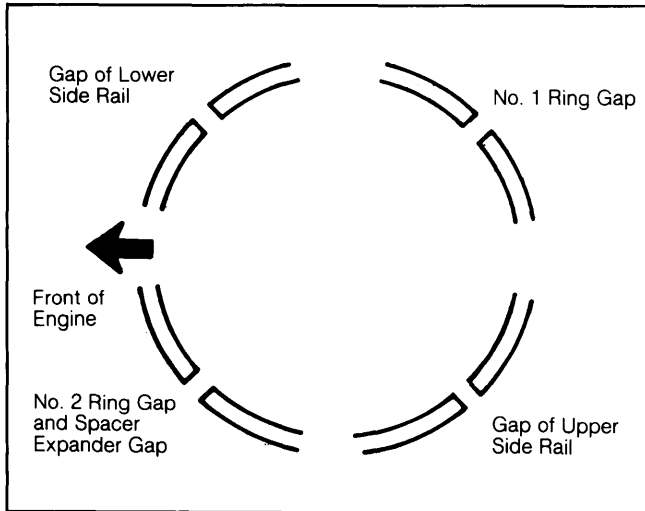 Gap of Lower
Side Rail
No. 1 Ring Gap
Front of
Engine
No. 2 Ring Gap
and Spacer
Expander Gap
Gap of Upper
Side Rail